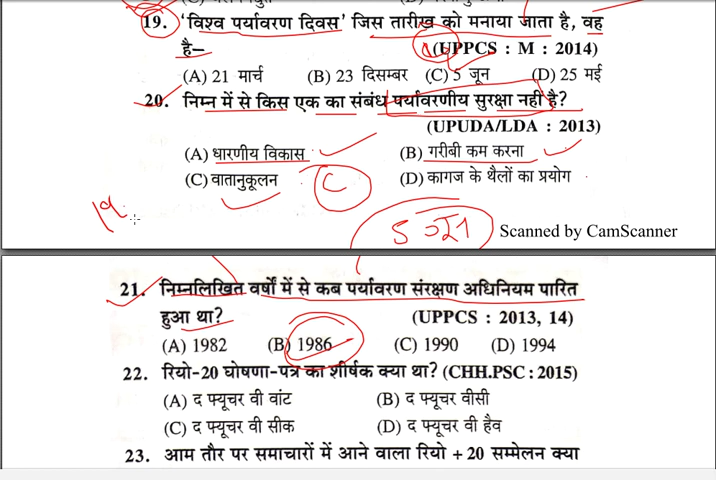 19. 'विश्व पर्यावरण दिवस' जिस तारीख को मनाया जाता है, वह
है– (UPPCS : M : 2014)
(A) 21 मार्च (B) 23 दिसम्बर (C) 5 जून (D) 25 मई
20. निम्न में से किस एक का संबंध पर्यावरणीय सुरक्षा नहीं है?
(UPUDA/LDA : 2013)
(A) धारणीय विकास (B) गरीबी कम करना
(C) वातानुकूलन (D) कागज के थैलों का प्रयोग
C
19
5 जून Scanned by CamScanner
21. निम्नलिखित वर्षों में से कब पर्यावरण संरक्षण अधिनियम पारित
हुआ था? (UPPCS : 2013, 14)
(A) 1982 (B) 1986 (C) 1990 (D) 1994
22. रियो-20 घोषणा-पत्र का शीर्षक क्या था? (CHH.PSC : 2015)
(A) द फ्यूचर वी वांट (B) द फ्यूचर वीसी
(C) द फ्यूचर वी सीक (D) द फ्यूचर वी हैव
23. आम तौर पर समाचारों में आने वाला रियो + 20 सम्मेलन क्या